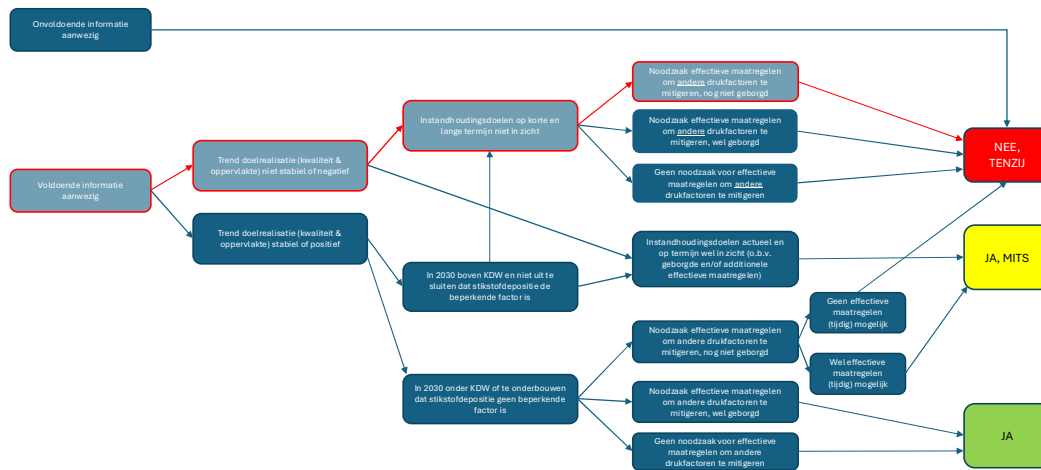 Onvoldoende informatie
aanwezig
Voldoende informatie
aanwezig
Trend doelrealisatie (kwaliteit &
oppervlakte) niet stabiel of negatief
Trend doelrealisatie (kwaliteit &
oppervlakte) stabiel of positief
Instandhoudingsdoelen op korte en
lange termijn niet in zicht
In 2030 boven KDW en niet uit te
sluiten dat stikstofdepositie de
beperkende factor is
In 2030 onder KDW of te onderbouwen
dat stikstofdepositie geen beperkende
factor is
Noodzaak effectieve maatregelen
om andere drukfactoren te
mitigeren, nog niet geborgd
Noodzaak effectieve maatregelen
om andere drukfactoren te
mitigeren, wel geborgd
Geen noodzaak voor effectieve
maatregelen om andere
drukfactoren te mitigeren
Instandhoudingsdoelen actueel en
op termijn wel in zicht (o.b.v.
geborgde en/of additionele
effectieve maatregelen)
Noodzaak effectieve maatregelen
om andere drukfactoren te
mitigeren, nog niet geborgd
Noodzaak effectieve maatregelen
om andere drukfactoren te
mitigeren, wel geborgd
Geen noodzaak voor effectieve
maatregelen om andere
drukfactoren te mitigeren
Geen effectieve
maatregelen
(tijdig) mogelijk
Wel effectieve
maatregelen
(tijdig) mogelijk
NEE,
TENZIJ
JA, MITS
JA